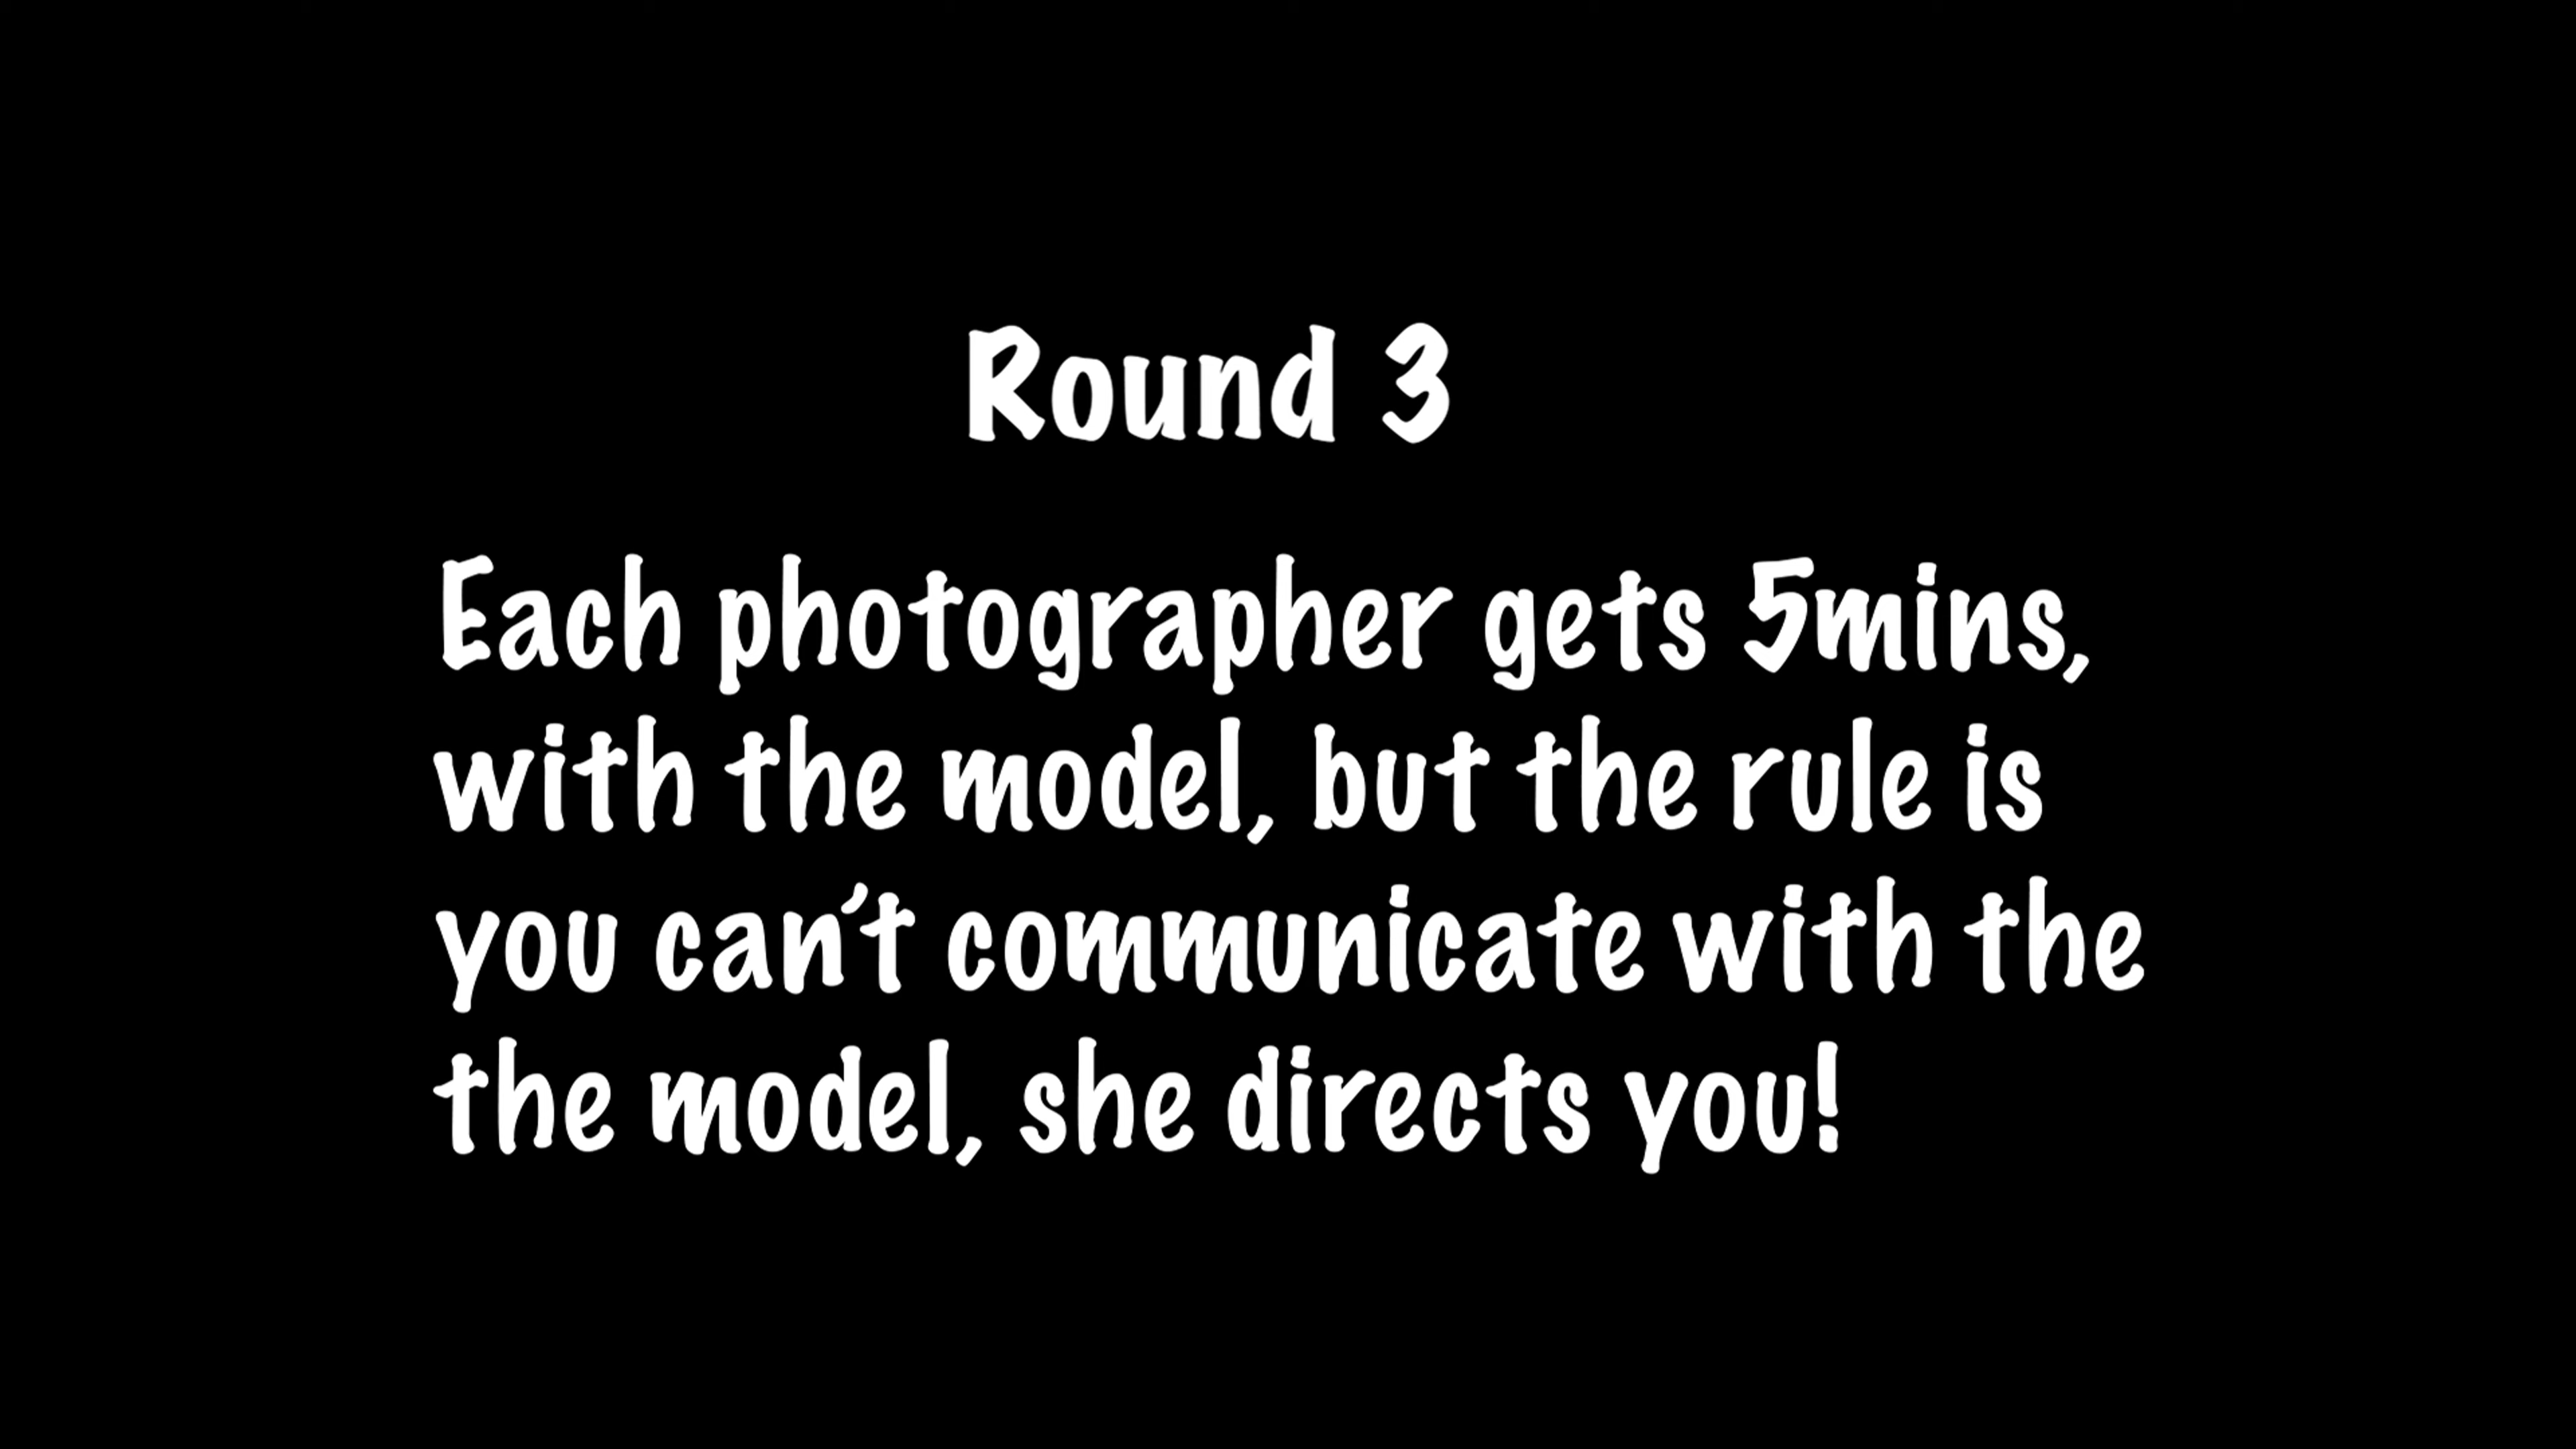 Round 3
Each photographer gets 5mins,
with the model, but the rule is
you can't communicate with the
the model, she directs you!